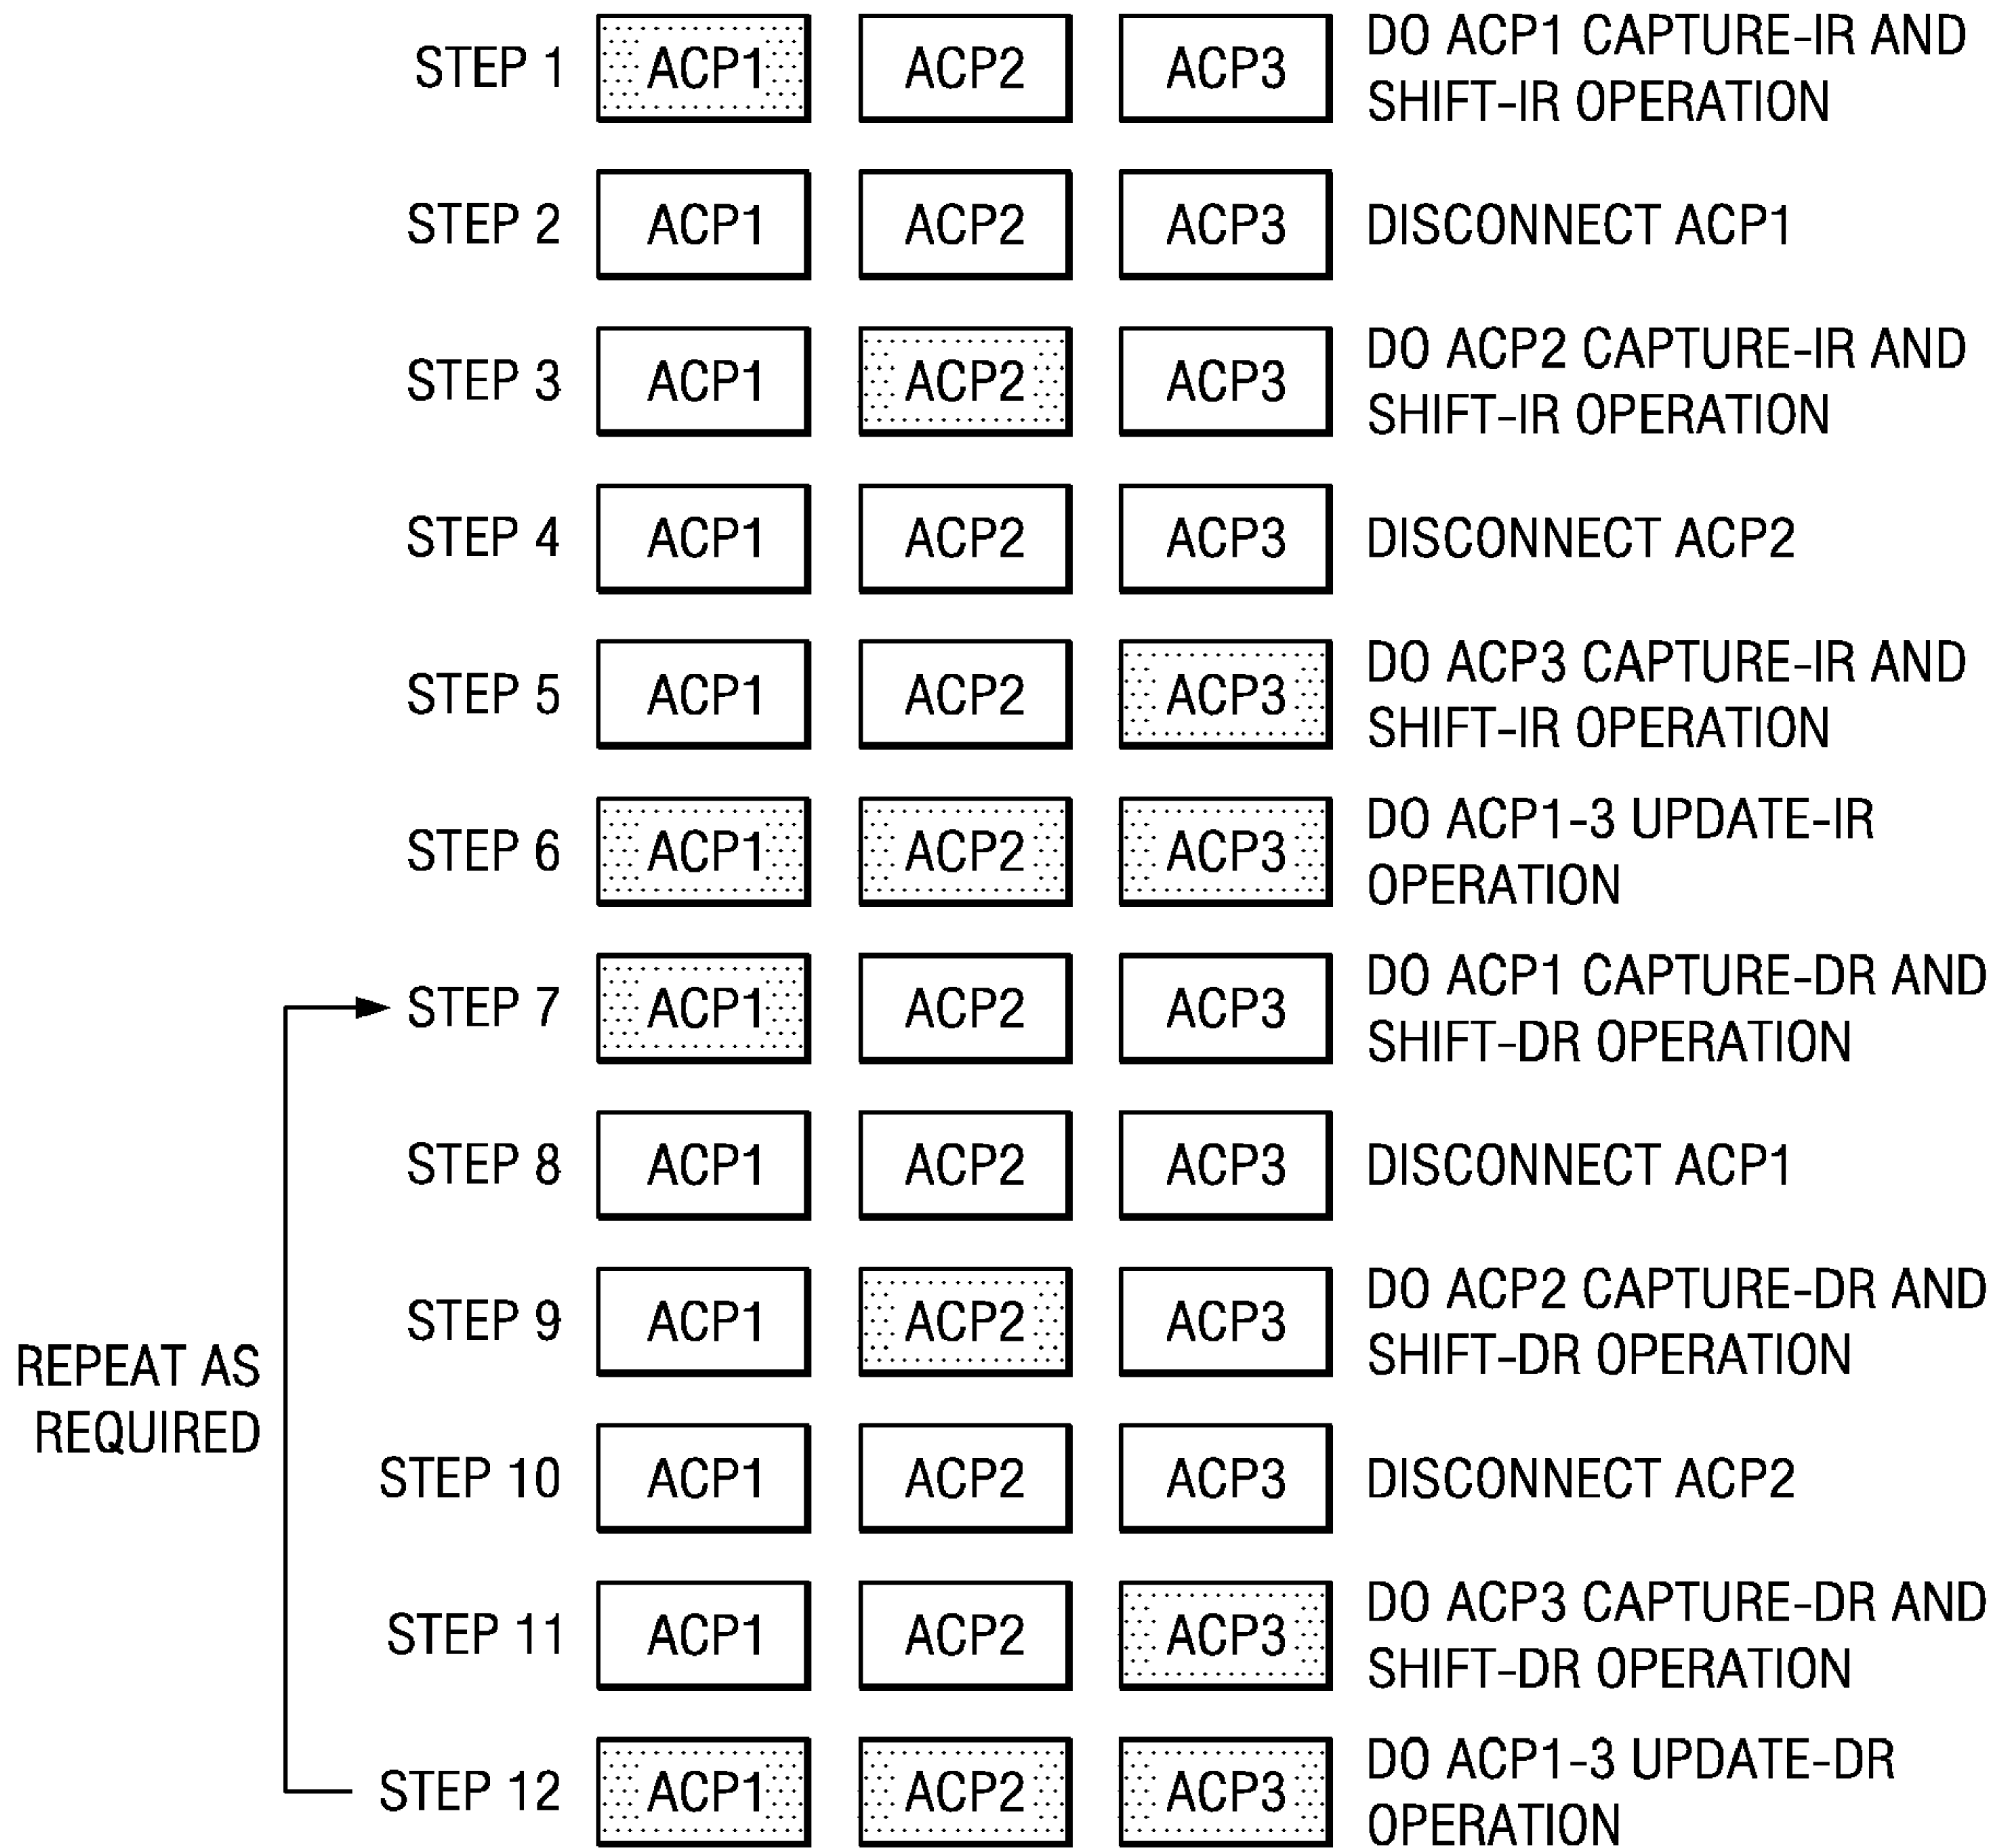 STEP 1 ACP1 ACP2 ACP3 DO ACP1 CAPTURE-IR AND
SHIFT-IR OPERATION
STEP 2 ACP1 ACP2 ACP3 DISCONNECT ACP1
STEP 3 ACP1 ACP2 ACP3 DO ACP2 CAPTURE-IR AND
SHIFT-IR OPERATION
STEP 4 ACP1 ACP2 ACP3 DISCONNECT ACP2
STEP 5 ACP1 ACP2 ACP3 DO ACP3 CAPTURE-IR AND
SHIFT-IR OPERATION
STEP 6 ACP1 ACP2 ACP3 DO ACP1-3 UPDATE-IR
OPERATION
STEP 7 ACP1 ACP2 ACP3 DO ACP1 CAPTURE-DR AND
SHIFT-DR OPERATION
STEP 8 ACP1 ACP2 ACP3 DISCONNECT ACP1
STEP 9 ACP1 ACP2 ACP3 DO ACP2 CAPTURE-DR AND
SHIFT-DR OPERATION
REPEAT AS
REQUIRED
STEP 10 ACP1 ACP2 ACP3 DISCONNECT ACP2
STEP 11 ACP1 ACP2 ACP3 DO ACP3 CAPTURE-DR AND
SHIFT-DR OPERATION
STEP 12 ACP1 ACP2 ACP3 DO ACP1-3 UPDATE-DR
OPERATION